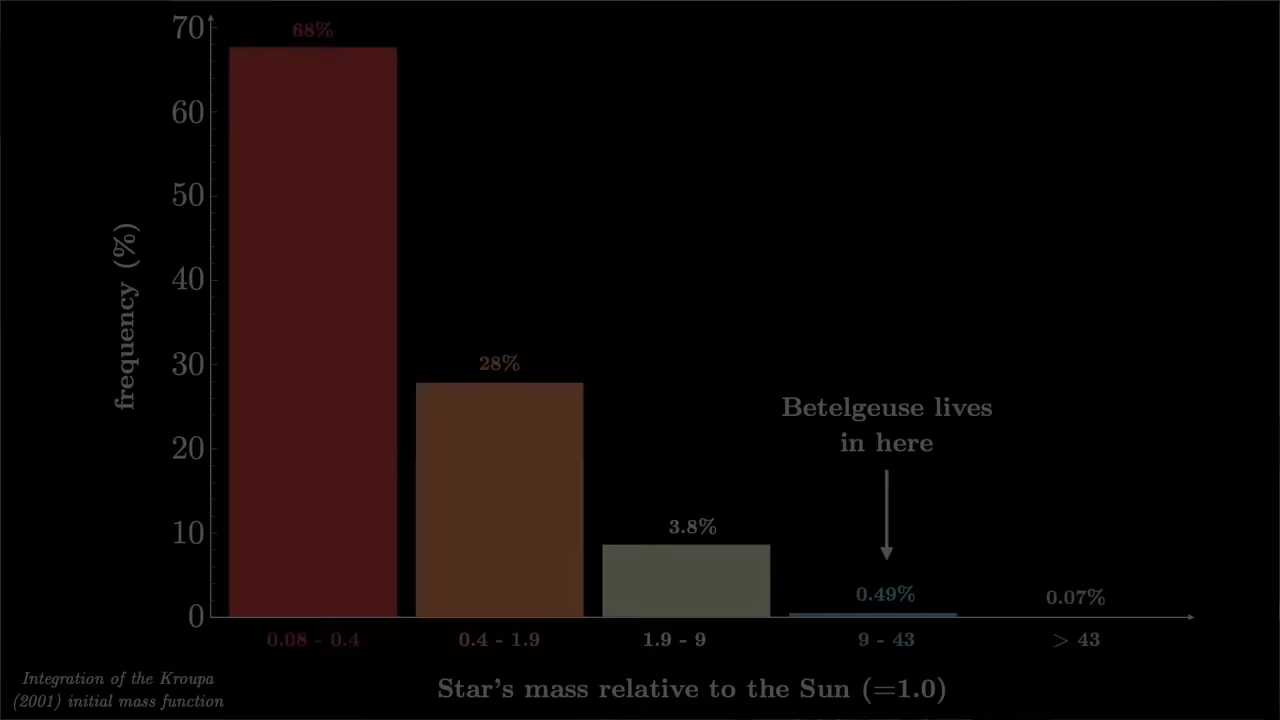 70
60
50
40
30
20
10
0
frequency (%)
68%
28%
3.8%
0.49%
0.07%
Betelgeuse lives
in here
0.08 - 0.4
0.4 - 1.9
1.9 - 9
9 - 43
> 43
Star's mass relative to the Sun (=1.0)
Integration of the Kroupa
(2001) initial mass function